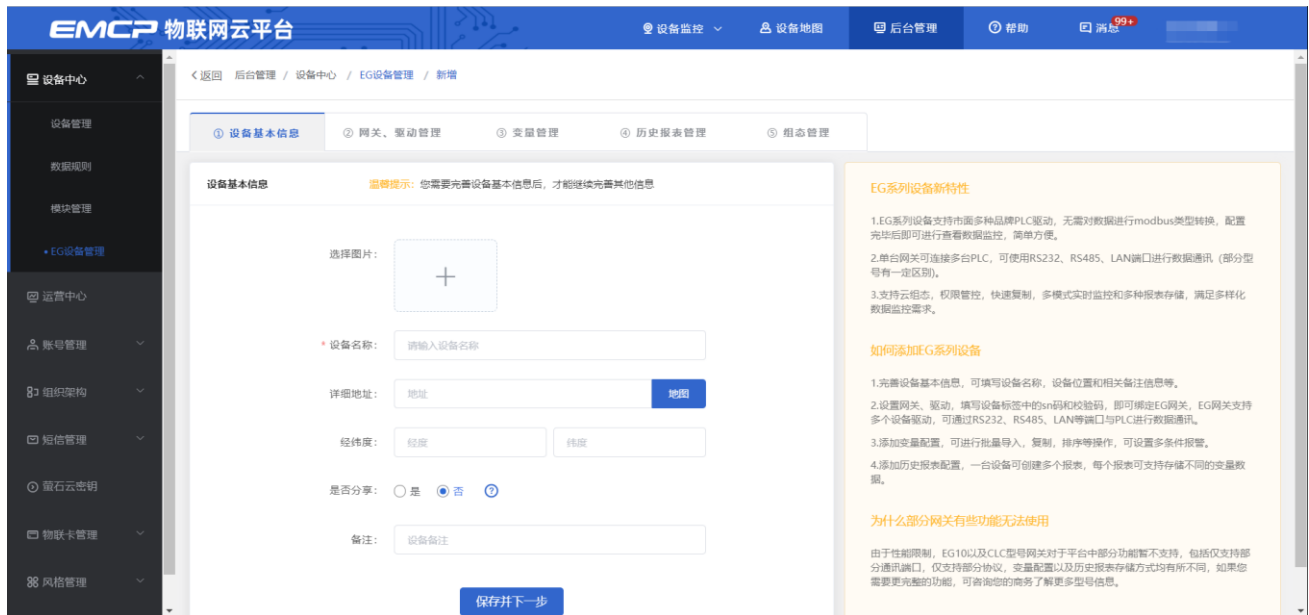 EMCP 物联网云平台
设备监控
设备地图
后台管理
帮助
消息
99+
设备中心
设备管理
数据规则
模块管理
• EG设备管理
运营中心
账号管理
组织架构
短信管理
萤石云密钥
物联卡管理
风格管理
返回 后台管理 / 设备中心 / EG设备管理 / 新增
① 设备基本信息
② 网关、驱动管理
③ 变量管理
④ 历史报表管理
⑤ 组态管理
设备基本信息
温馨提示: 您需要完善设备基本信息后，才能继续完善其他信息
选择图片:
* 设备名称:
请输入设备名称
详细地址:
地址
地图
经纬度:
经度
纬度
是否分享:
是
否
备注:
设备备注
保存并下一步
EG系列设备新特性
1.EG系列设备支持市面多种品牌PLC驱动，无需对数据进行modbus类型转换，配置
完毕后即可进行查看数据监控，简单方便。
2.单台网关可连接多台PLC，可使用RS232、RS485、LAN端口进行数据通讯（部分型
号有一定区别)。
3.支持云组态，权限管控，快速复制，多模式实时监控和多种报表存储，满足多样化
数据监控需求。
如何添加EG系列设备
1.完善设备基本信息，可填写设备名称，设备位置和相关备注信息等。
2.设置网关、驱动，填写设备标签中的sn码和校验码，即可绑定EG网关，EG网关支持
多个设备驱动，可通过RS232、RS485、LAN等端口与PLC进行数据通讯。
3.添加变量配置，可进行批量导入，复制，排序等操作，可设置多条件报警。
4.添加历史报表配置，一台设备可创建多个报表，每个报表可支持存储不同的变量数
据。
为什么部分网关有些功能无法使用
由于性能限制，EG10以及CLC型号网关对于平台中部分功能暂不支持，包括仅支持部
分通讯端口，仅支持部分协议，变量配置以及历史报表存储方式均有所不同，如果您
需要更完整的功能，可咨询您的商务了解更多型号信息。